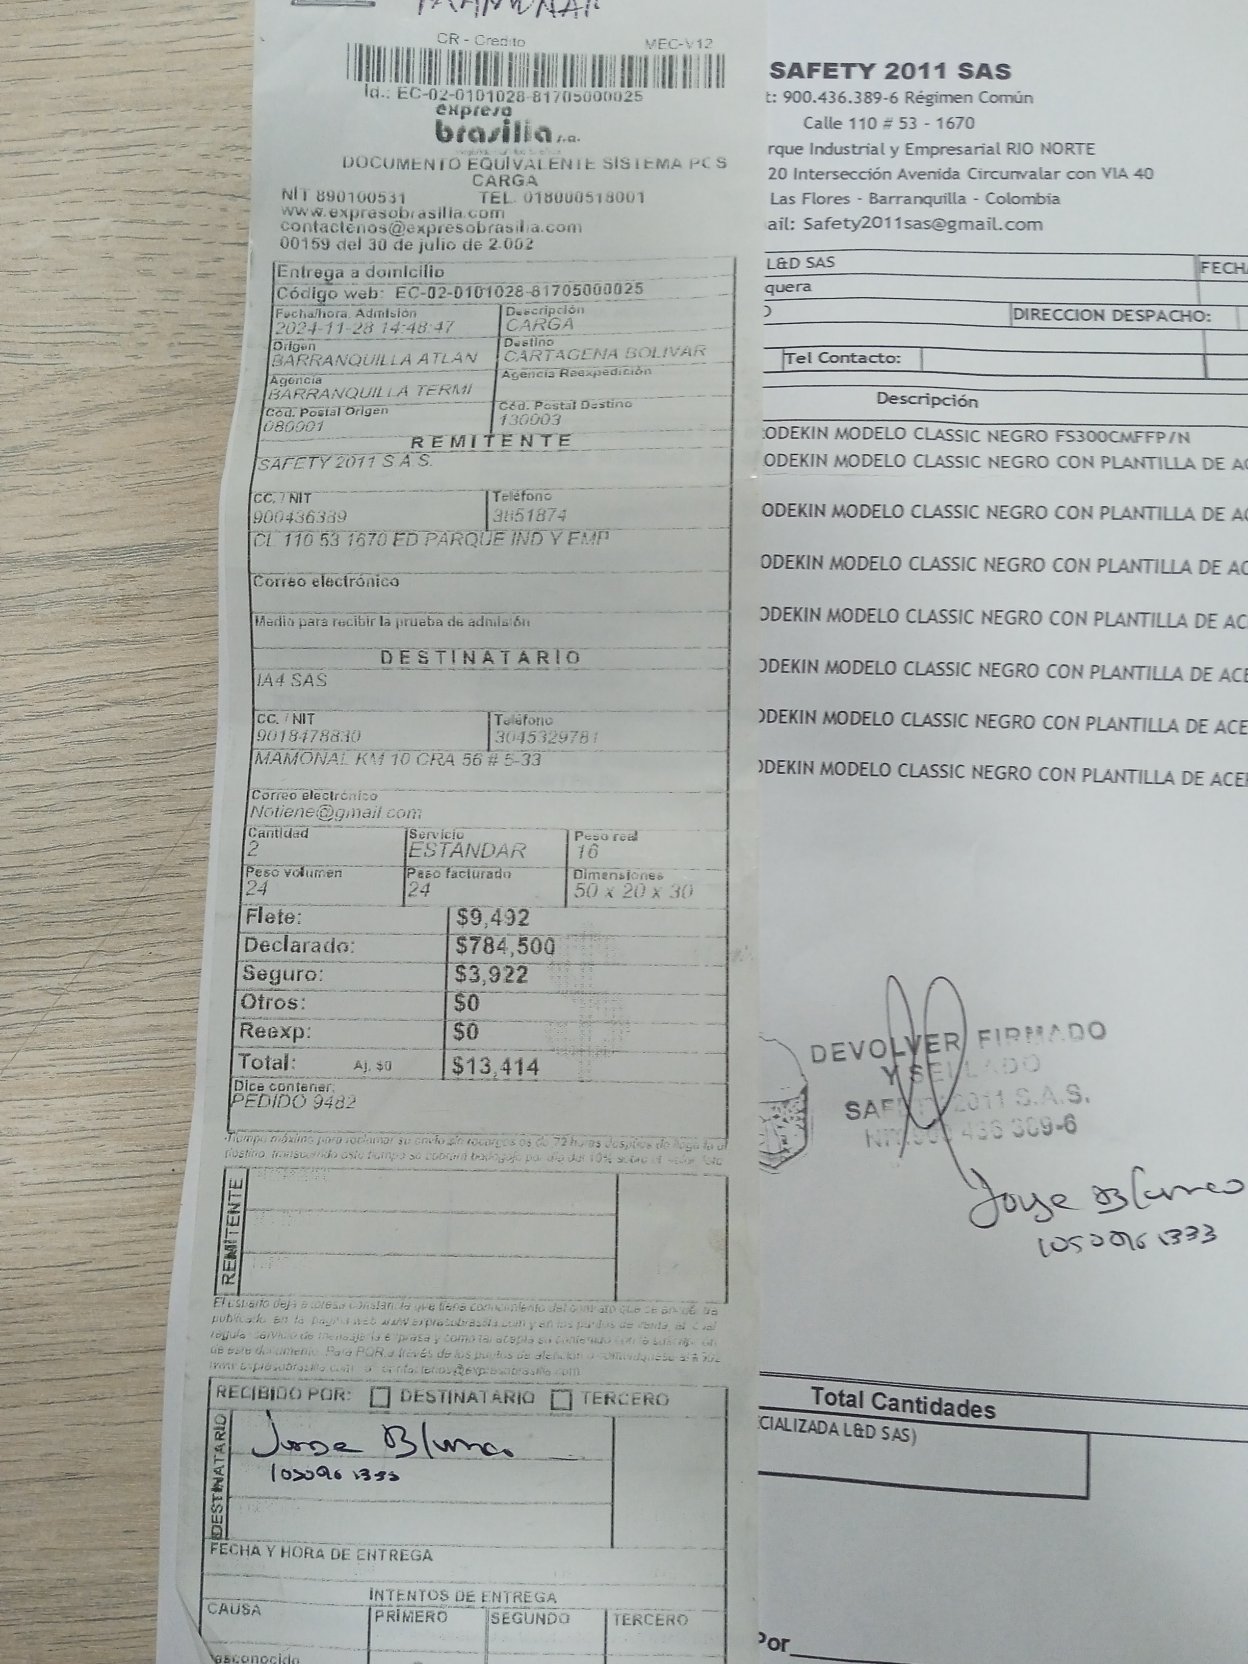 CR - Credito
MEC-V12
Id.: EC-02-0101028-81705000025
expreso
brasilia s.a.
DOCUMENTO EQUIVALENTE SISTEMA PCS
CARGA
NIT 890100531 TEL. 018000518001
www.expresobrasilia.com
contactenos@expresobrasilia.com
00159 del 30 de julio de 2.002
Entrega a domicilio
Código web: EC-02-0101028-81705000025
Fecha/hora Admisión Descripción
2024-11-28 14:48:47 CARGA
Origen Destino
BARRANQUILLA ATLAN CARTAGENA BOLIVAR
Agencia Agencia Reexpedición
BARRANQUILLA TERMI
Cód. Postal Origen Cód. Postal Destino
080001 130003
REMITENTE
SAFETY 2011 S A S.
CC. / NIT Teléfono
900436389 3851874
CL 110 53 1670 ED PARQUE IND Y EMP
Correo electrónico
Medio para recibir la prueba de admisión
DESTINATARIO
IA4 SAS
CC. / NIT Teléfono
9018478830 3045329781
MAMONAL KM 10 CRA 56 # 5-33
Correo electrónico
Notiene@gmail.com
Cantidad Servicio Peso real
2 ESTANDAR 16
Peso volumen Peso facturado Dimensiones
24 24 50 x 20 x 30
Flete: $9,492
Declarado: $784,500
Seguro: $3,922
Otros: $0
Reexp: $0
Total: Aj. $0 $13,414
Dice contener:
PEDIDO 9482
REMITENTE
RECIBIDO POR: DESTINATARIO TERCERO
DESTINATARIO
Jorge Blanco
FECHA Y HORA DE ENTREGA
INTENTOS DE ENTREGA
CAUSA PRIMERO SEGUNDO TERCERO
SAFETY 2011 SAS
t: 900.436.389-6 Régimen Común
Calle 110 # 53 - 1670
rque Industrial y Empresarial RIO NORTE
20 Intersección Avenida Circunvalar con VIA 40
Las Flores - Barranquilla - Colombia
ail: Safety2011sas@gmail.com
L&D SAS FECHA
quera
DIRECCION DESPACHO:
Tel Contacto:
Descripción
ODEKIN MODELO CLASSIC NEGRO FS300CMFFP/N
ODEKIN MODELO CLASSIC NEGRO CON PLANTILLA DE AC
ODEKIN MODELO CLASSIC NEGRO CON PLANTILLA DE AC
ODEKIN MODELO CLASSIC NEGRO CON PLANTILLA DE AC
ODEKIN MODELO CLASSIC NEGRO CON PLANTILLA DE ACE
ODEKIN MODELO CLASSIC NEGRO CON PLANTILLA DE ACE
ODEKIN MODELO CLASSIC NEGRO CON PLANTILLA DE ACE
ODEKIN MODELO CLASSIC NEGRO CON PLANTILLA DE ACE
DEVOLVER FIRMADO
Y SELLADO
SAFETY 2011 S.A.S.
Jorge Blanco
Total Cantidades
CIALIZADA L&D SAS)
Por